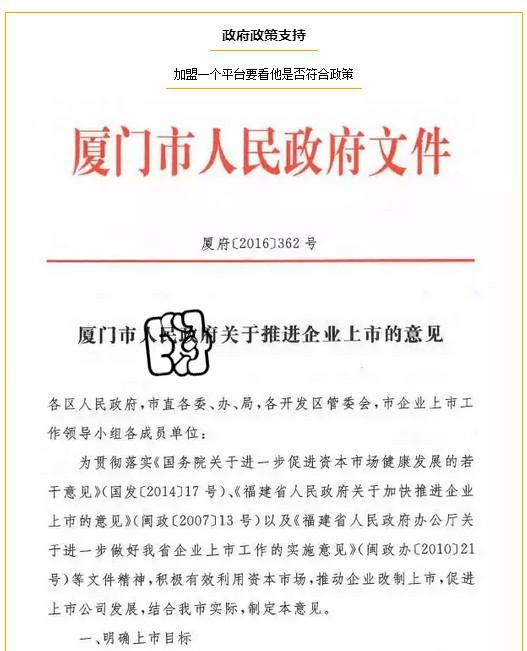 政府政策支持
加盟一个平台要看他是否符合政策
厦门市人民政府文件
厦府〔2016〕362 号
厦门市人民政府关于推进企业上市的意见
各区人民政府,市直各委、办、局,各开发区管委会,市企业上市工
作领导小组各成员单位:
为贯彻落实《国务院关于进一步促进资本市场健康发展的若
干意见》(国发〔2014〕17 号)、《福建省人民政府关于加快推进企业
上市的意见》(闽政〔2007〕13 号)以及《福建省人民政府办公厅关
于进一步做好我省企业上市工作的实施意见》(闽政办〔2010〕21
号)等文件精神,积极有效利用资本市场,推动企业改制上市,促进
上市公司发展,结合我市实际,制定本意见。
一、明确上市目标